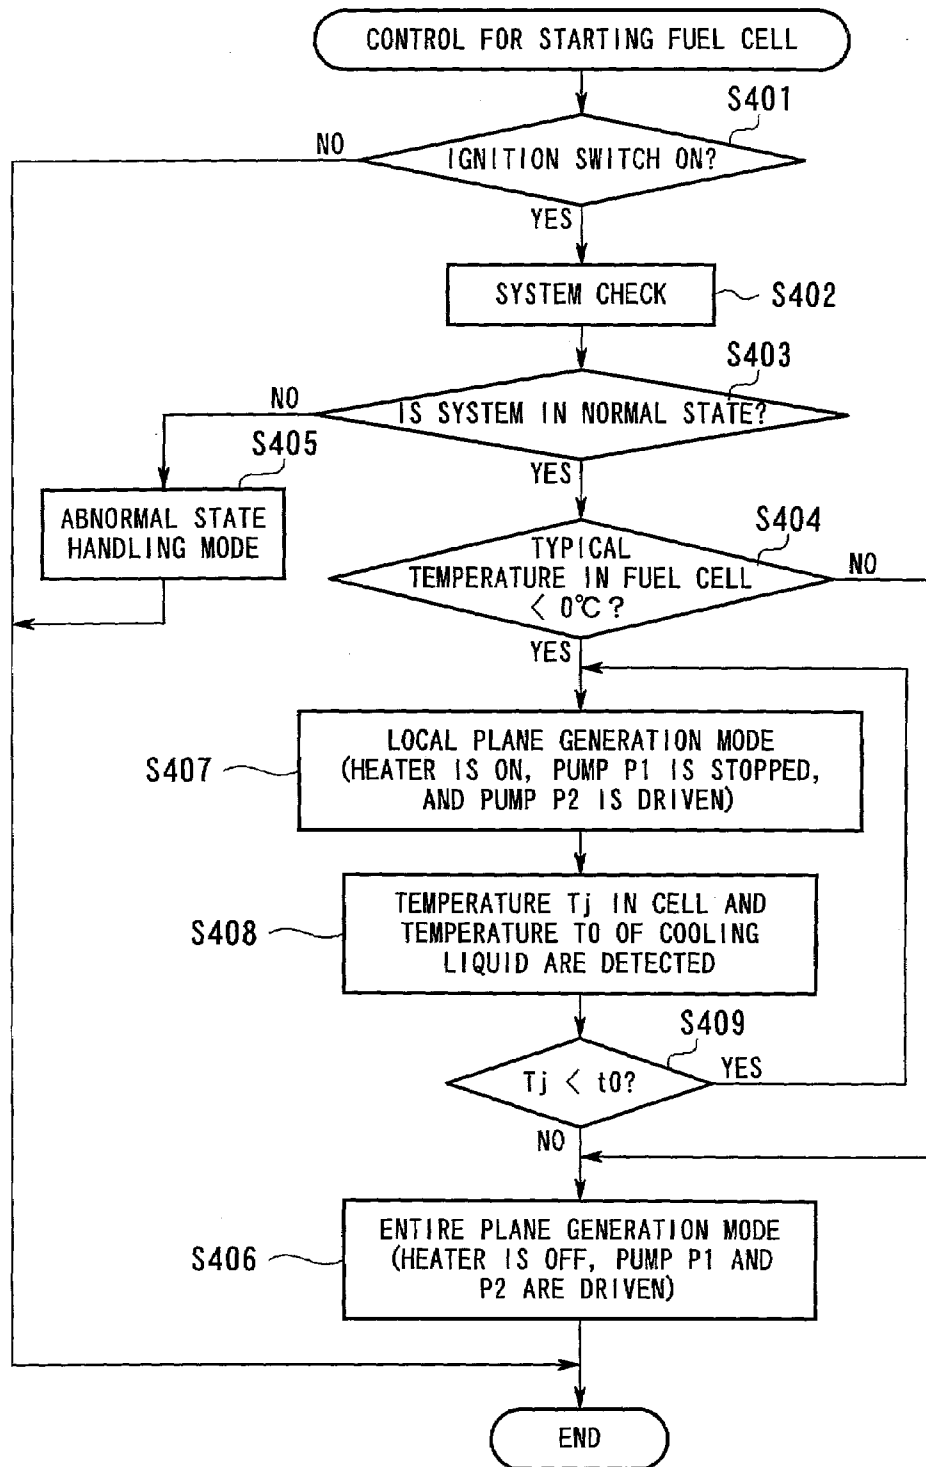 CONTROL FOR STARTING FUEL CELL
S401
NO
IGNITION SWITCH ON?
YES
SYSTEM CHECK
S402
S403
NO
IS SYSTEM IN NORMAL STATE?
S405
YES
ABNORMAL STATE
HANDLING MODE
S404
TYPICAL
TEMPERATURE IN FUEL CELL
< 0℃?
NO
YES
S407
LOCAL PLANE GENERATION MODE
(HEATER IS ON, PUMP P1 IS STOPPED,
AND PUMP P2 IS DRIVEN)
S408
TEMPERATURE Tj IN CELL AND
TEMPERATURE T0 OF COOLING
LIQUID ARE DETECTED
S409
Tj < t0?
YES
NO
S406
ENTIRE PLANE GENERATION MODE
(HEATER IS OFF, PUMP P1 AND
P2 ARE DRIVEN)
END